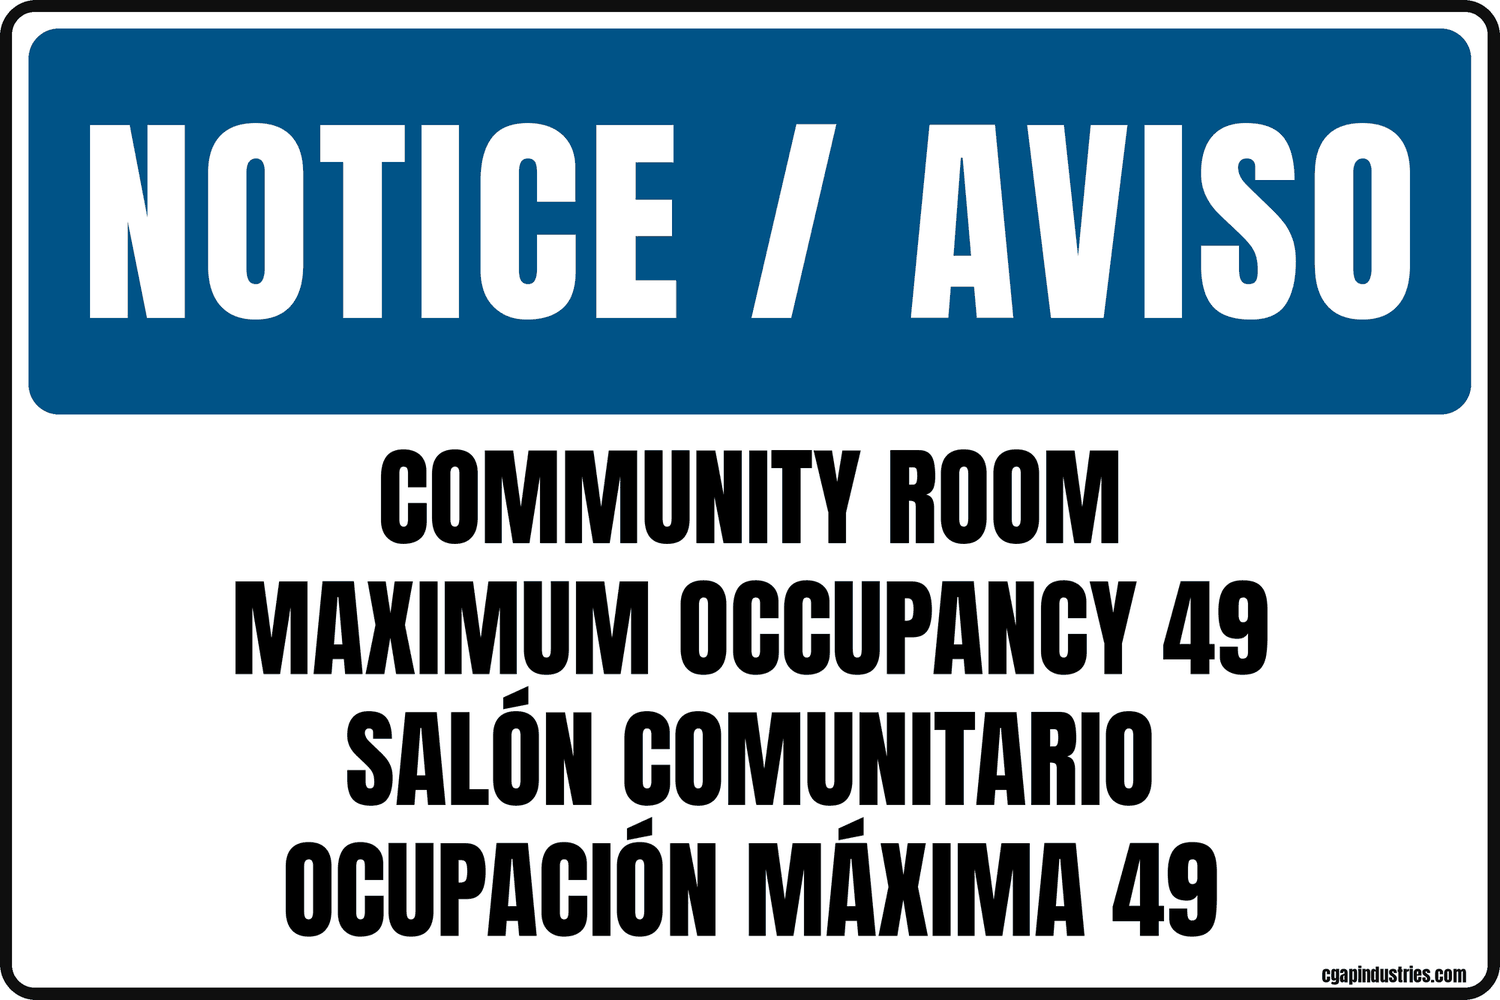 NOTICE / AVISO
COMMUNITY ROOM
MAXIMUM OCCUPANCY 49
SALÓN COMUNITARIO
OCUPACIÓN MÁXIMA 49
cgapindustries.com